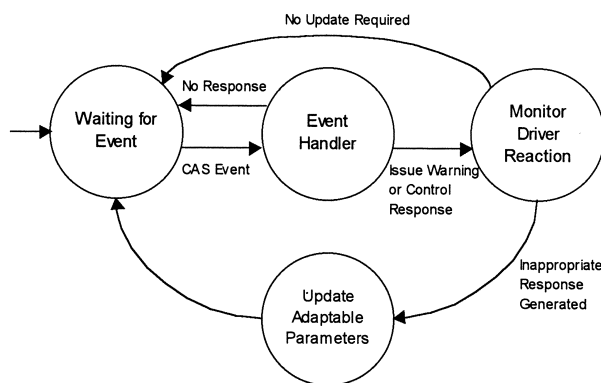 No Update Required
No Response
Waiting for
Event
CAS Event
Event
Handler
Issue Warning
or Control
Response
Monitor
Driver
Reaction
Inappropriate
Response
Generated
Update
Adaptable
Parameters